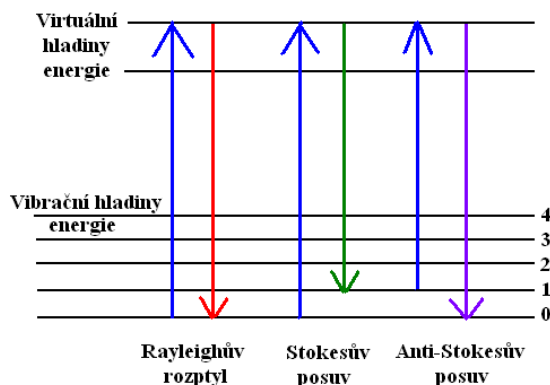 Virtuální
hladiny
energie
Vibrační hladiny
energie
4
3
2
1
0
Rayleighův
rozptyl
Stokesův
posuv
Anti-Stokesův
posuv